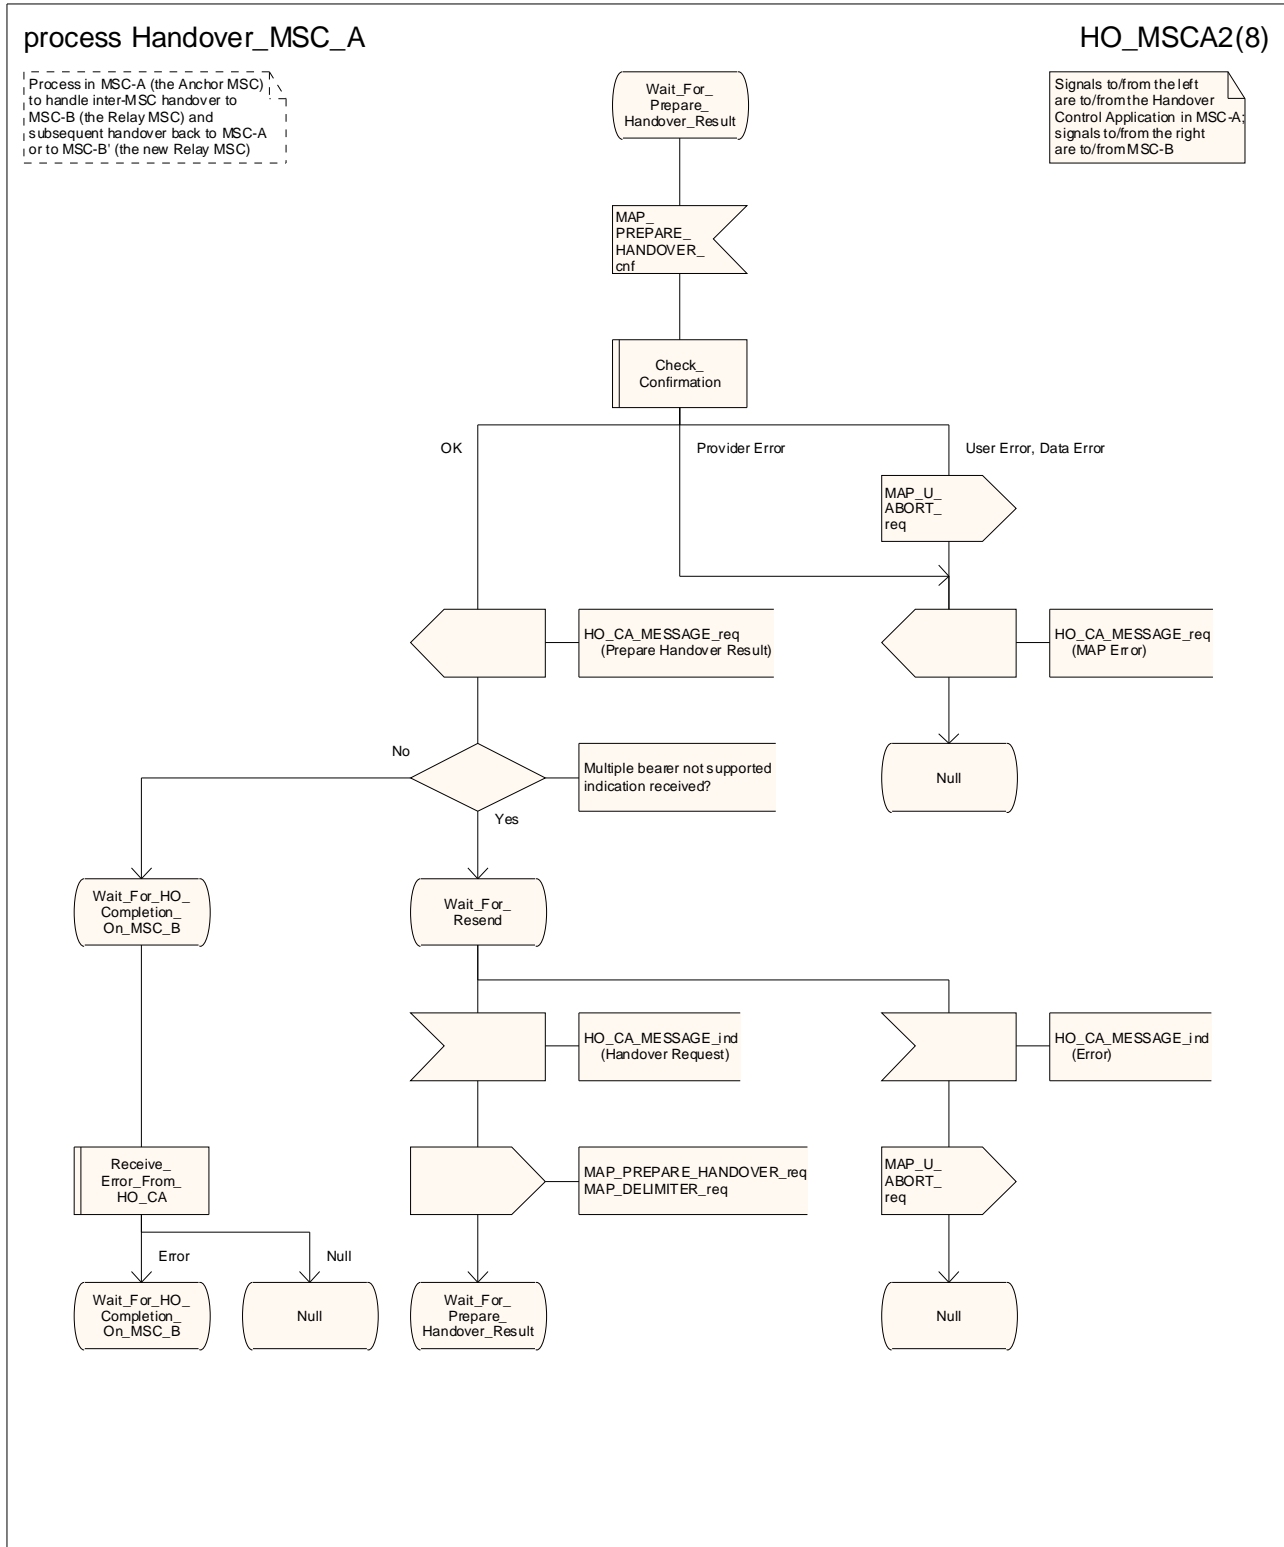 process Handover_MSC_A
HO_MSCA2(8)
Process in MSC-A (the Anchor MSC)
to handle inter-MSC handover to
MSC-B (the Relay MSC) and
subsequent handover back to MSC-A
or to MSC-B' (the new Relay MSC)
Wait_For_
Prepare_
Handover_Result
Signals to/from the left
are to/from the Handover
Control Application in MSC-A;
signals to/from the right
are to/from MSC-B
MAP_
PREPARE_
HANDOVER_
cnf
Check_
Confirmation
OK
Provider Error
User Error, Data Error
MAP_U_
ABORT_
req
HO_CA_MESSAGE_req
(Prepare Handover Result)
HO_CA_MESSAGE_req
(MAP Error)
No
Multiple bearer not supported
indication received?
Null
Yes
Wait_For_HO_
Completion_
On_MSC_B
Wait_For_
Resend
HO_CA_MESSAGE_ind
(Handover Request)
HO_CA_MESSAGE_ind
(Error)
Receive_
Error_From_
HO_CA
MAP_PREPARE_HANDOVER_req
MAP_DELIMITER_req
MAP_U_
ABORT_
req
Error
Null
Wait_For_HO_
Completion_
On_MSC_B
Null
Wait_For_
Prepare_
Handover_Result
Null